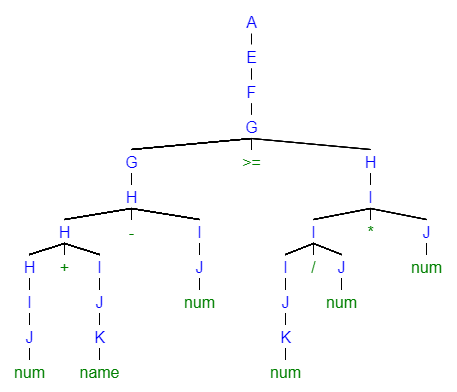 A
E
F
G
G >= H
H I
H - I I * J
H + I J I / J num
I J num J num
J K K
num name num